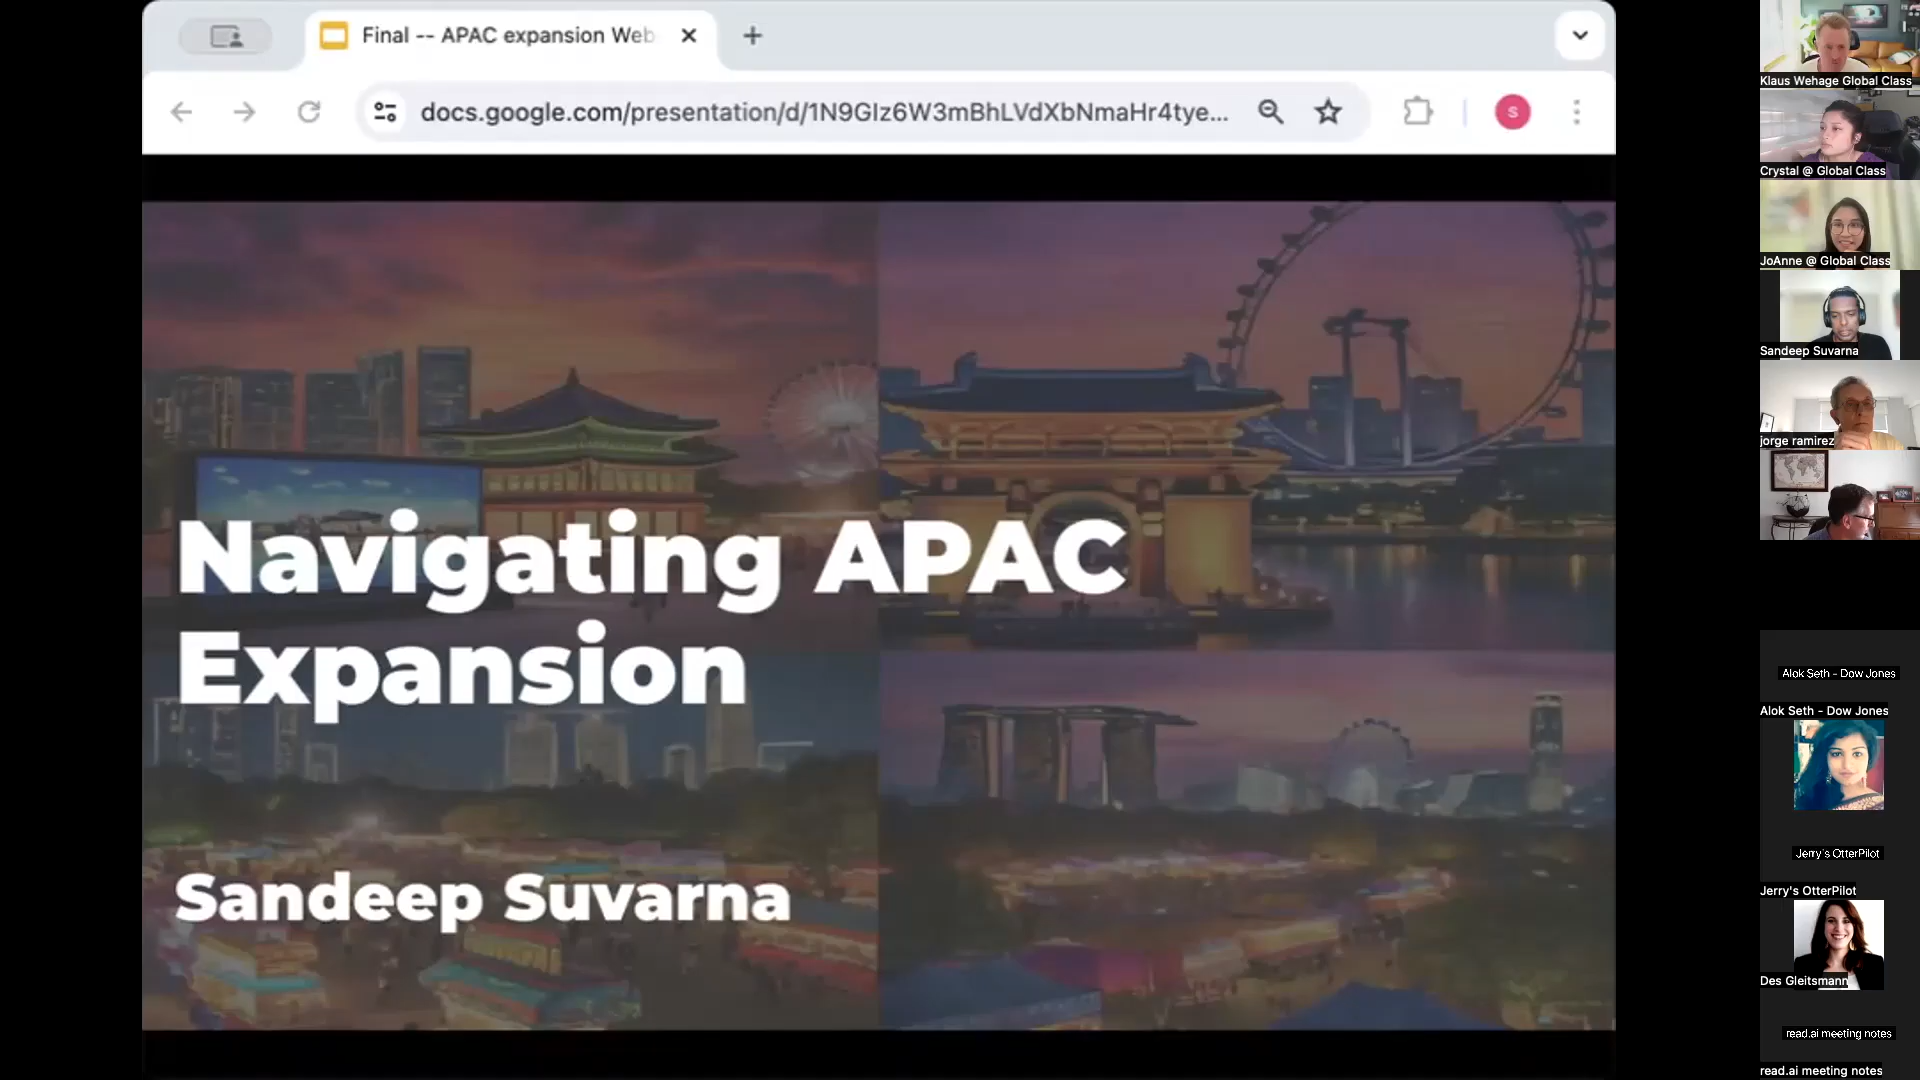 Final -- APAC expansion Web
docs.google.com/presentation/d/1N9GIz6W3mBhLVdXbNmaHr4tye...
S
Navigating APAC
Expansion
Sandeep Suvarna
Klaus Wehage Global Class
Crystal @ Global Class
JoAnne @ Global Class
Sandeep Suvarna
jorge ramirez
Alok Seth - Dow Jones
Alok Seth - Dow Jones
Jerry's OtterPilot
Jerry's OtterPilot
Des Gleitsmann
read.ai meeting notes
read.ai meeting notes